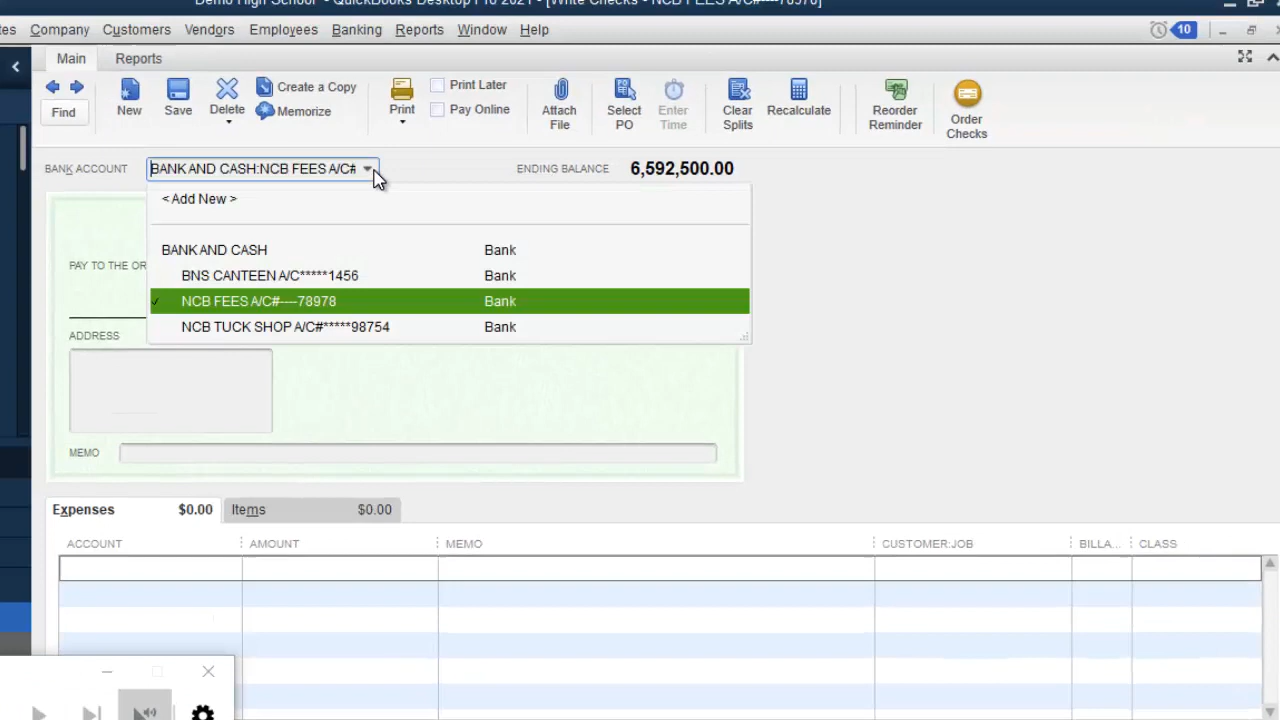 Demo High School - QuickBooks Desktop Pro 2021 - [Write Checks - NCB FEES A/C#----78978]
Company Customers Vendors Employees Banking Reports Window Help 10
Main Reports
Find
New
Save
Delete
Create a Copy
Memorize
Print
Print Later
Pay Online
Attach
File
Select
PO
Enter
Time
Clear
Splits
Recalculate
Reorder
Reminder
Order
Checks
BANK ACCOUNT BANK AND CASH:NCB FEES A/C# ENDING BALANCE 6,592,500.00
< Add New >
BANK AND CASH Bank
BNS CANTEEN A/C*****1456 Bank
NCB FEES A/C#----78978 Bank
NCB TUCK SHOP A/C#*****98754 Bank
PAY TO THE OR
ADDRESS
MEMO
Expenses $0.00 Items $0.00
ACCOUNT AMOUNT MEMO CUSTOMER:JOB BILLA... CLASS